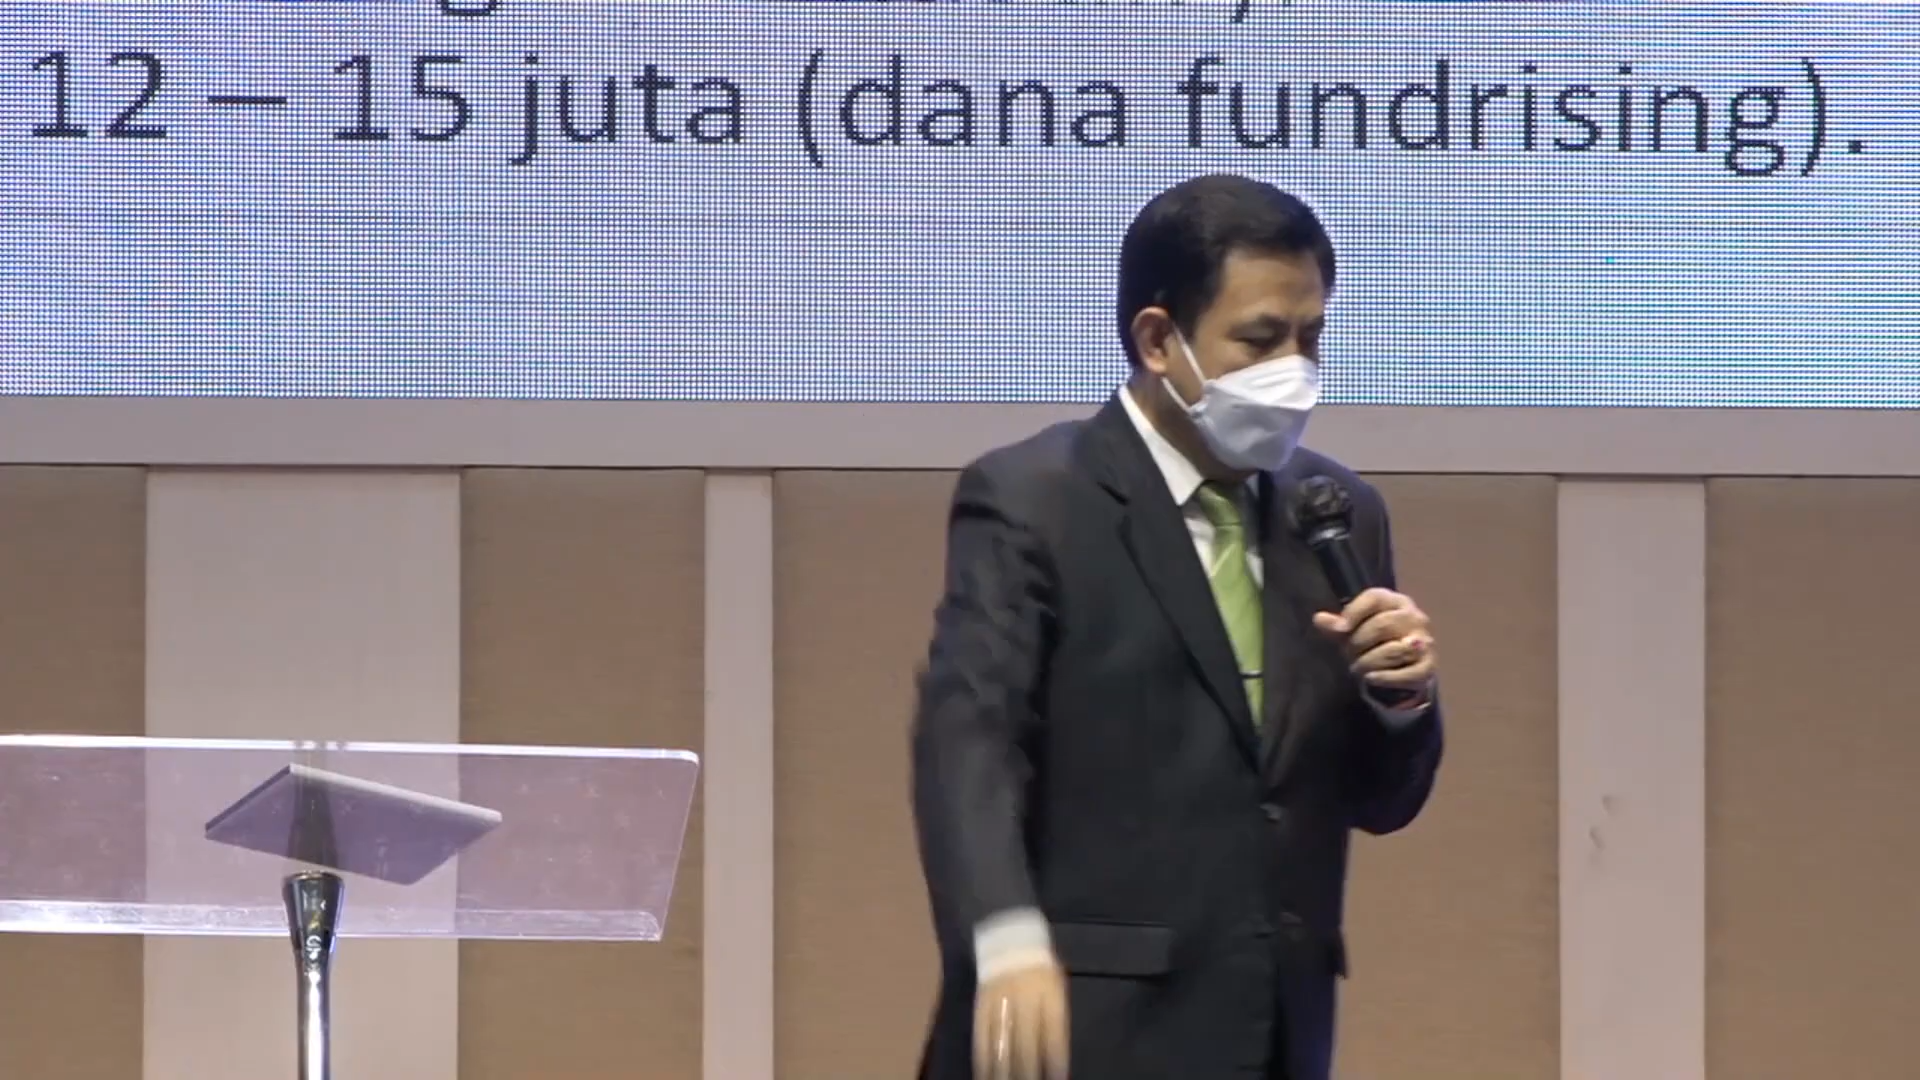 12 – 15 juta (dana fundrising).